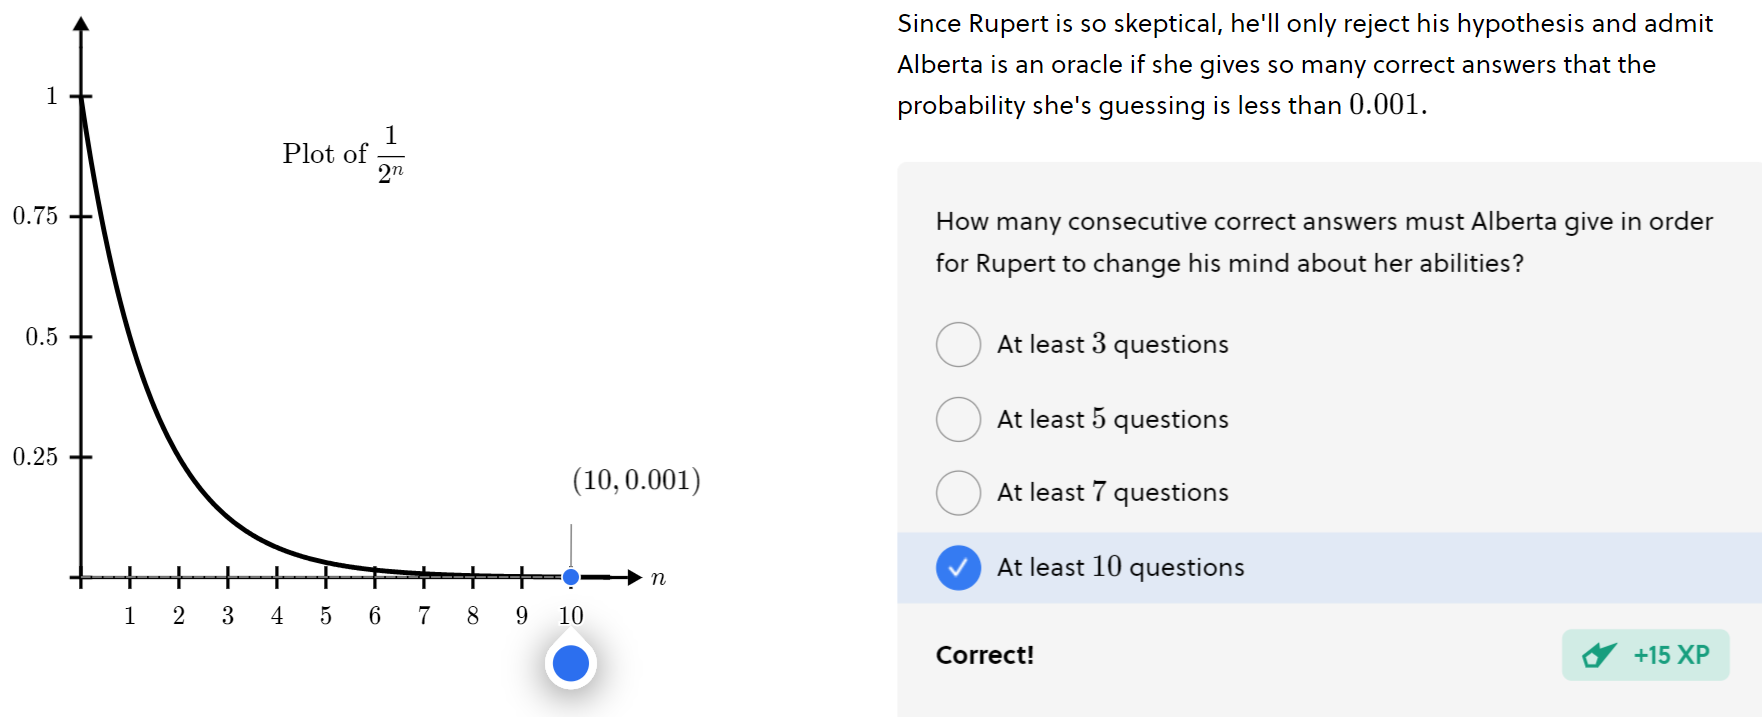 1
Plot of 1/2^n
0.75
0.5
0.25
(10, 0.001)
n
1 2 3 4 5 6 7 8 9 10
Since Rupert is so skeptical, he'll only reject his hypothesis and admit
Alberta is an oracle if she gives so many correct answers that the
probability she's guessing is less than 0.001.
How many consecutive correct answers must Alberta give in order
for Rupert to change his mind about her abilities?
At least 3 questions
At least 5 questions
At least 7 questions
At least 10 questions
Correct!
+15 XP